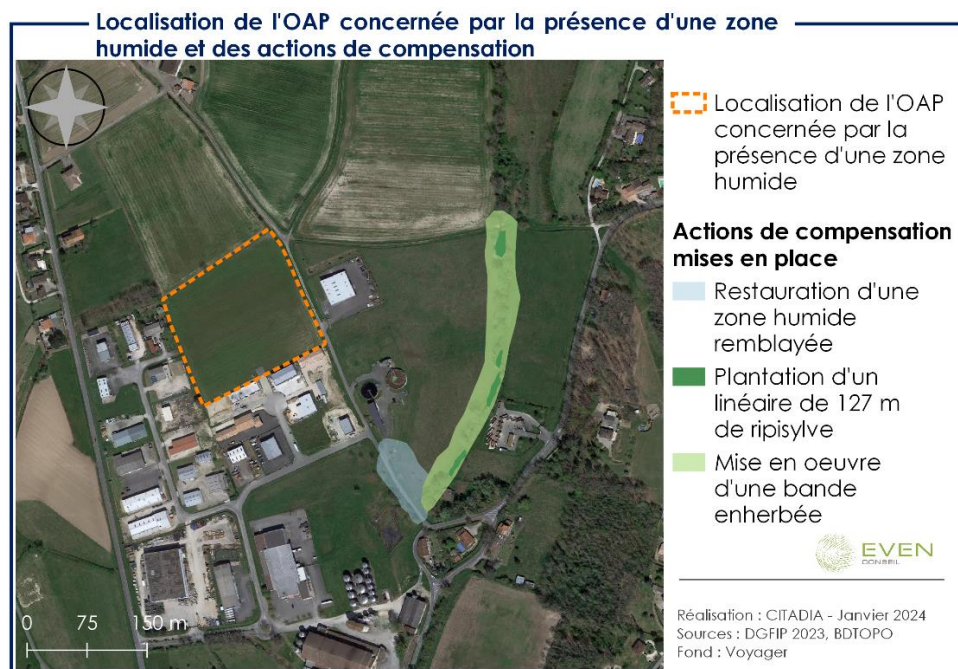 Localisation de l'OAP concernée par la présence d'une zone
humide et des actions de compensation
Localisation de l'OAP
concernée par la
présence d'une zone
humide
Actions de compensation
mises en place
Restauration d'une
zone humide
remblayée
Plantation d'un
linéaire de 127 m
de ripisylve
Mise en oeuvre
d'une bande
enherbée
EVEN
CONSEIL
Réalisation : CITADIA - Janvier 2024
Sources : DGFIP 2023, BDTOPO
Fond : Voyager
0 75 150 m